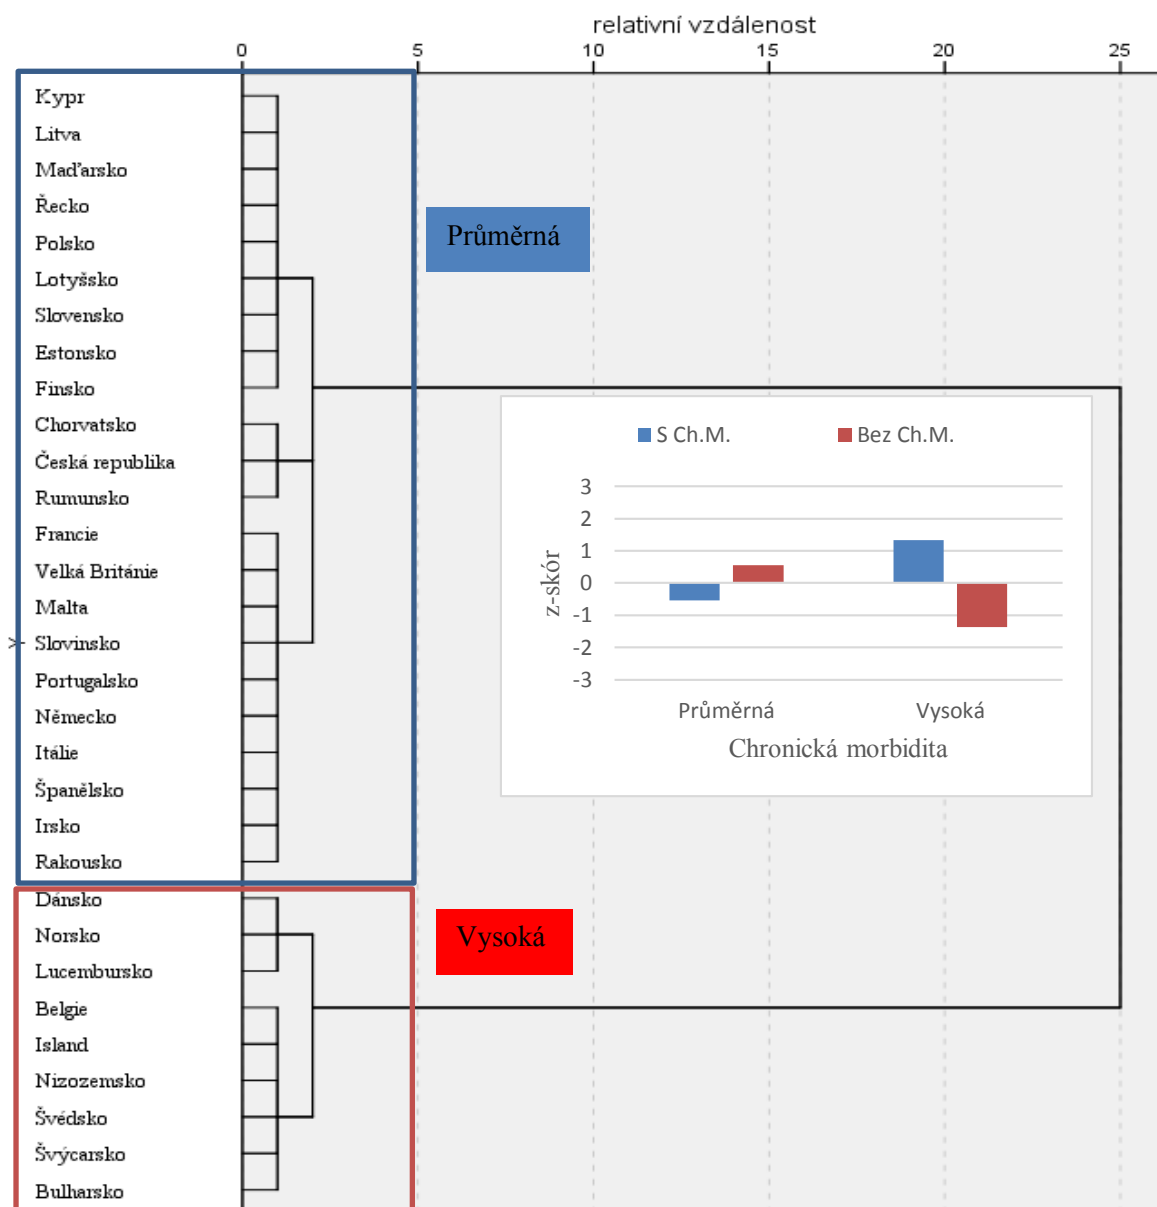 relativní vzdálenost
0 5 10 15 20 25
Kypr
Litva
Maďarsko
Řecko
Polsko
Lotyšsko
Slovensko
Estonsko
Finsko
Chorvatsko
Česká republika
Rumunsko
Francie
Velká Británie
Malta
Y
Slovinsko
Portugalsko
Německo
Itálie
Španělsko
Irsko
Rakousko
Dánsko
Norsko
Lucembursko
Belgie
Island
Nizozemsko
Švédsko
Švýcarsko
Bulharsko
Průměrná
Vysoká
S Ch.M. Bez Ch.M.
z-skór
3
2
1
0
-1
-2
-3
Průměrná Vysoká
Chronická morbidita